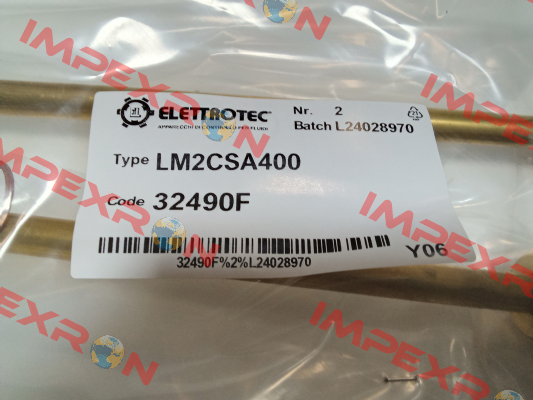 ELETTROTEC
APPARECCHI DI CONTROLLO PER FLUIDI
Nr. 2
Batch L24028970
Type LM2CSA400
Code 32490F
32490F%2%L24028970
Y06
IMPEXRON
IMPEXRON
IMPEXRON
IMPEXRON